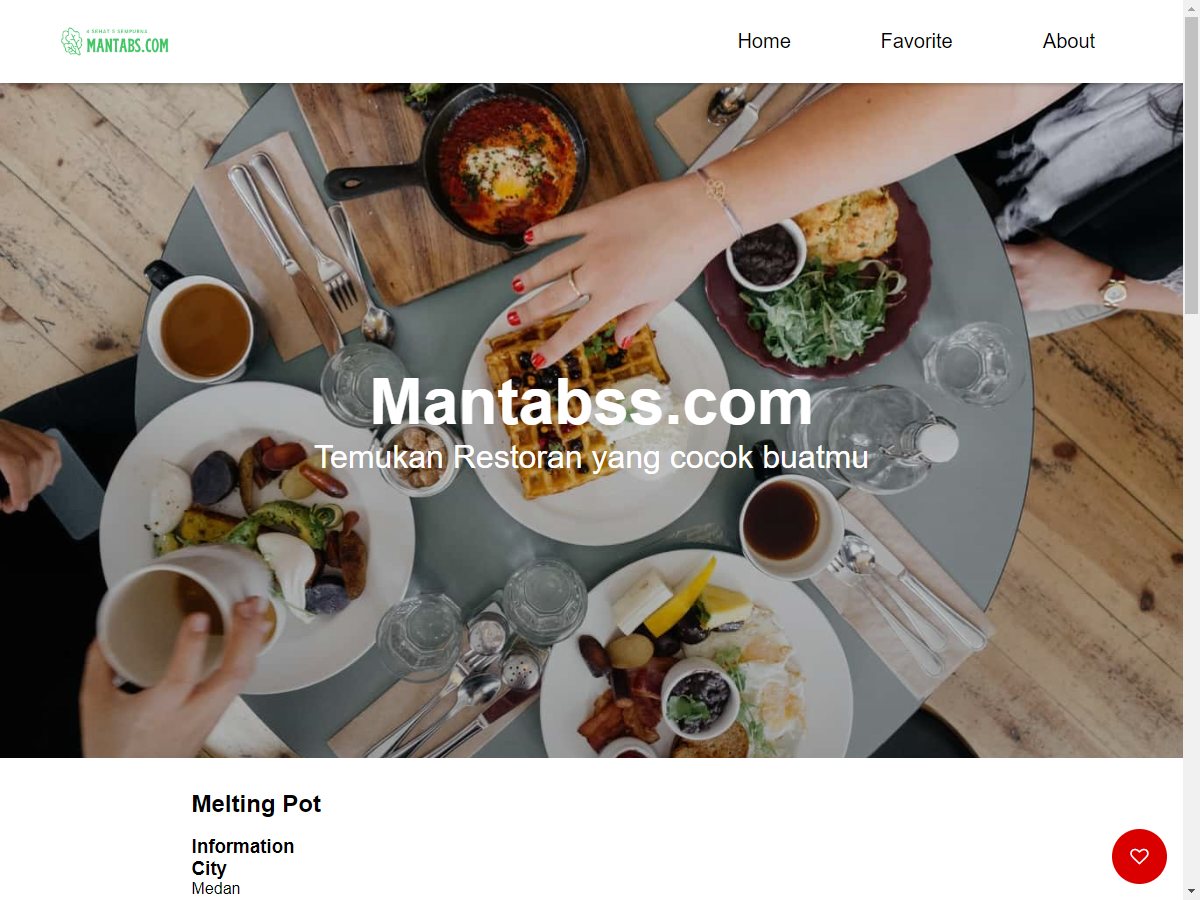 4 SEHAT 5 SEMPURNA
MANTABS.COM
Home
Favorite
About
Mantabss.com
Temukan Restoran yang cocok buatmu
Melting Pot
Information
City
Medan